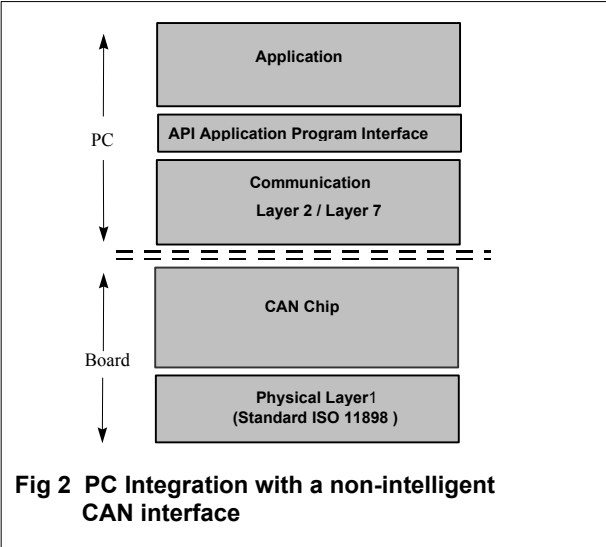 Application
PC
API Application Program Interface
Communication
Layer 2 / Layer 7
CAN Chip
Board
Physical Layer1
(Standard ISO 11898 )
Fig 2 PC Integration with a non-intelligent
CAN interface